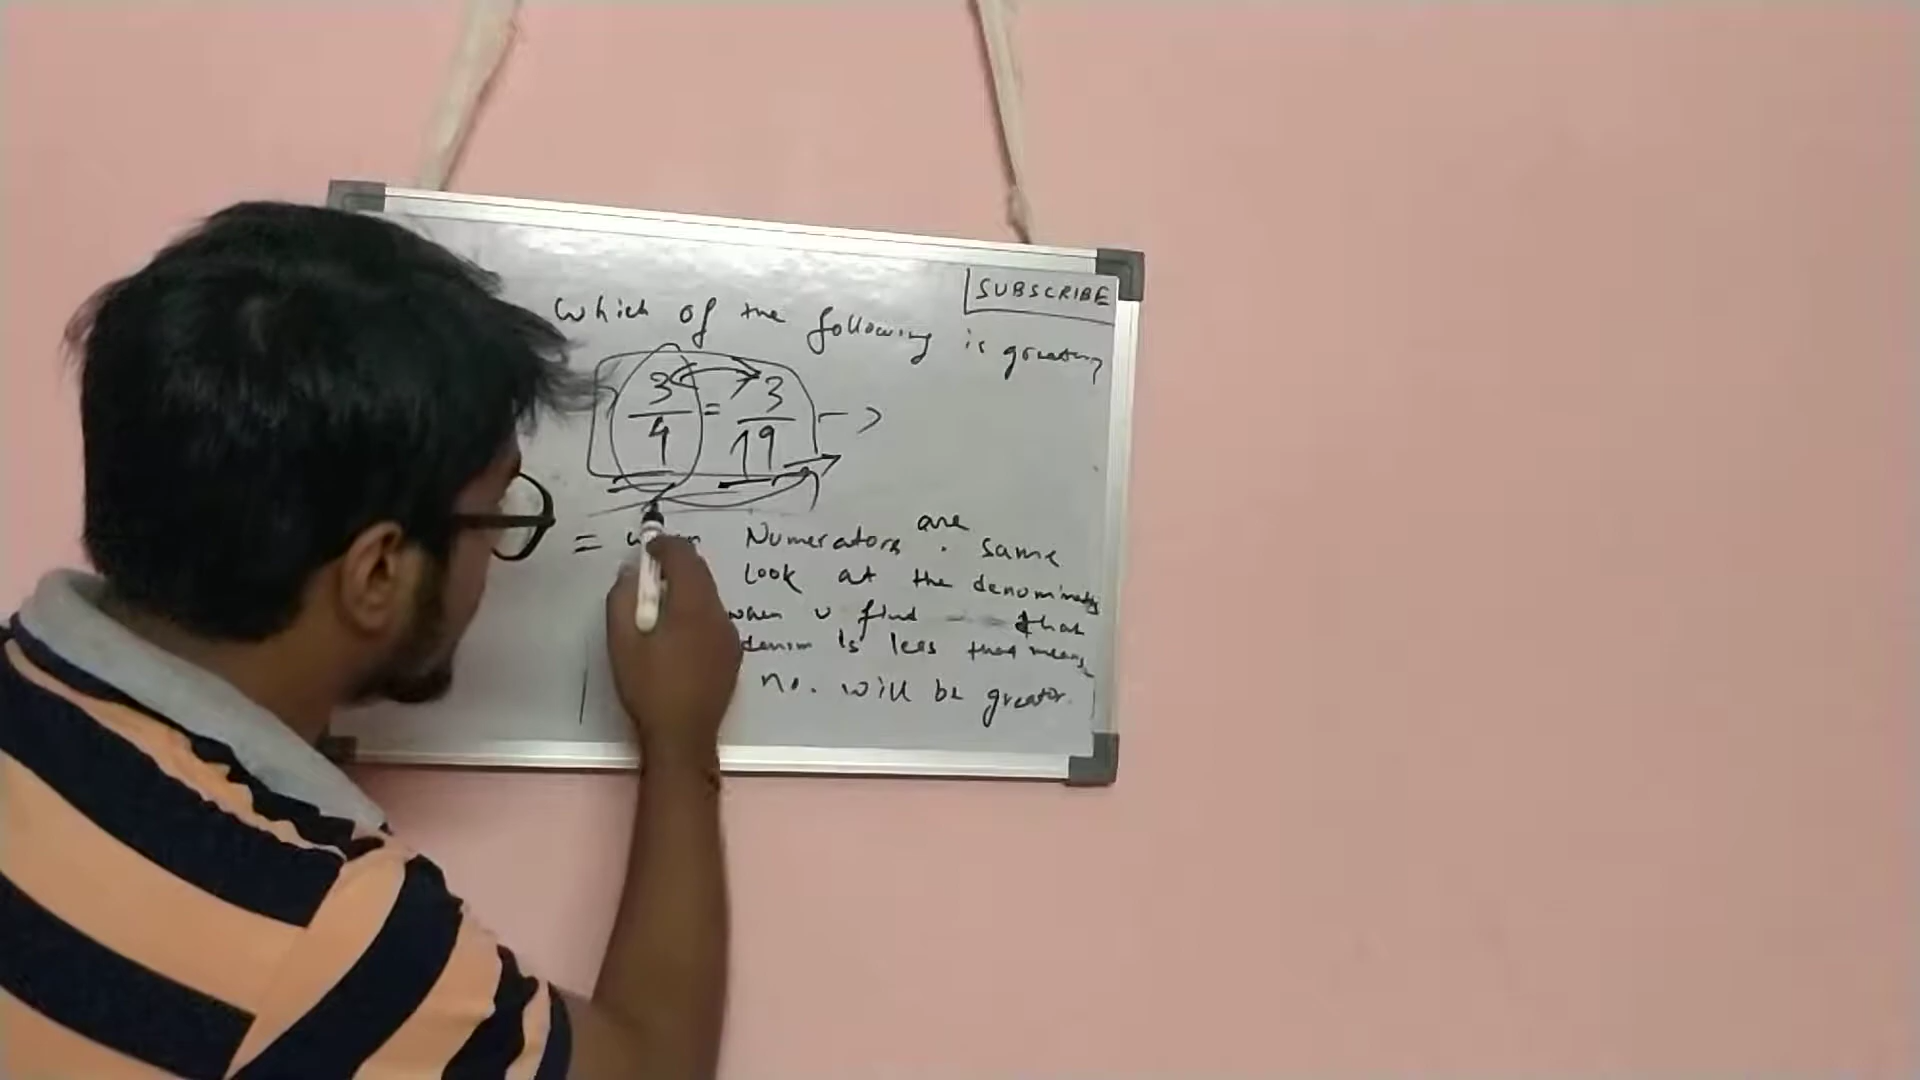 SUBSCRIBE
Which of the following is greater?
3/4 = 3/19 ->
= when Numerators are same
look at the
when u find that
denom is less that means
no. will be greater.